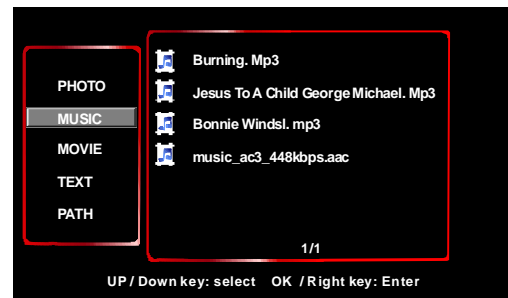 PHOTO
MUSIC
MOVIE
TEXT
PATH
Burning. Mp3
Jesus To A Child George Michael. Mp3
Bonnie Windsl. mp3
music_ac3_448kbps.aac
1/1
UP / Down key: select OK / Right key: Enter